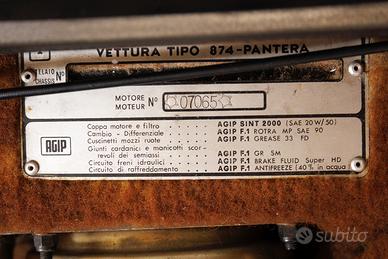 VETTURA TIPO 874-PANTERA
TELAIO
CHASSIS N°
MOTORE
MOTEUR N° ☆07065☆
AGIP
Coppa motore e filtro . . . . AGIP SINT 2000 (SAE 20W/50)
Cambio - Differenziale . . . . AGIP F.1 ROTRA MP SAE 90
Cuscinetti mozzi ruote . . . . AGIP F.1 GREASE 33 FD
Giunti cardanici e manicotti scor-
revoli dei semiassi . . . . AGIP F.1 GR SM
Circuito freni idraulici . . . . AGIP F.1 BRAKE FLUID Super HD
Circuito di raffreddamento . . . . AGIP F.1 ANTIFREEZE (40% in acqua)
subito